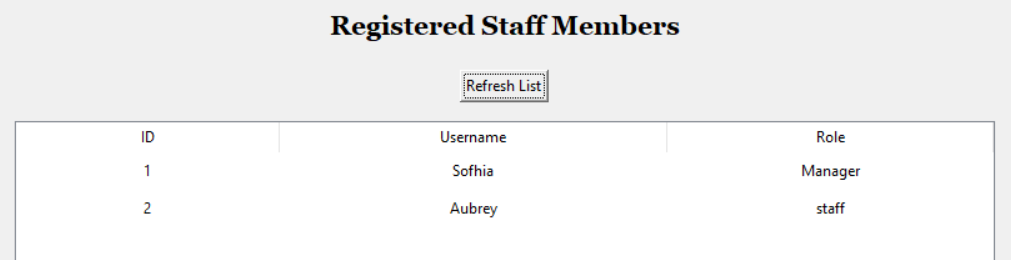 Registered Staff Members
Refresh List
ID Username Role
1 Sofhia Manager
2 Aubrey staff